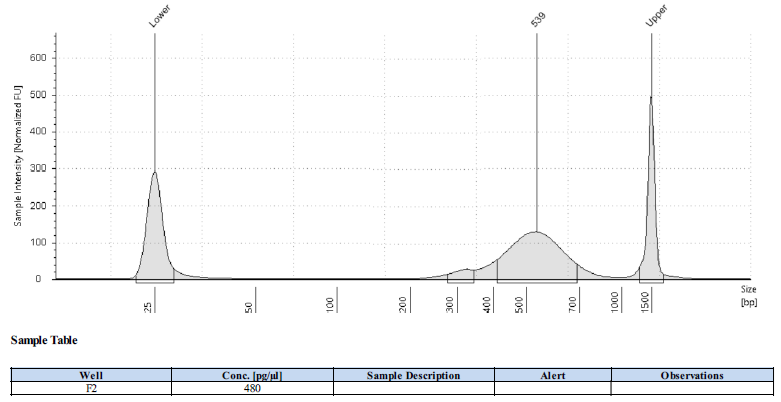 Lower
539
Upper
Sample Intensity [Normalized FU]
600
500
400
300
200
100
0
25
50
100
200
300
400
500
700
1000
1500
Size
[bp]
Sample Table
Well Conc. [pg/µl] Sample Description Alert Observations
F2 480